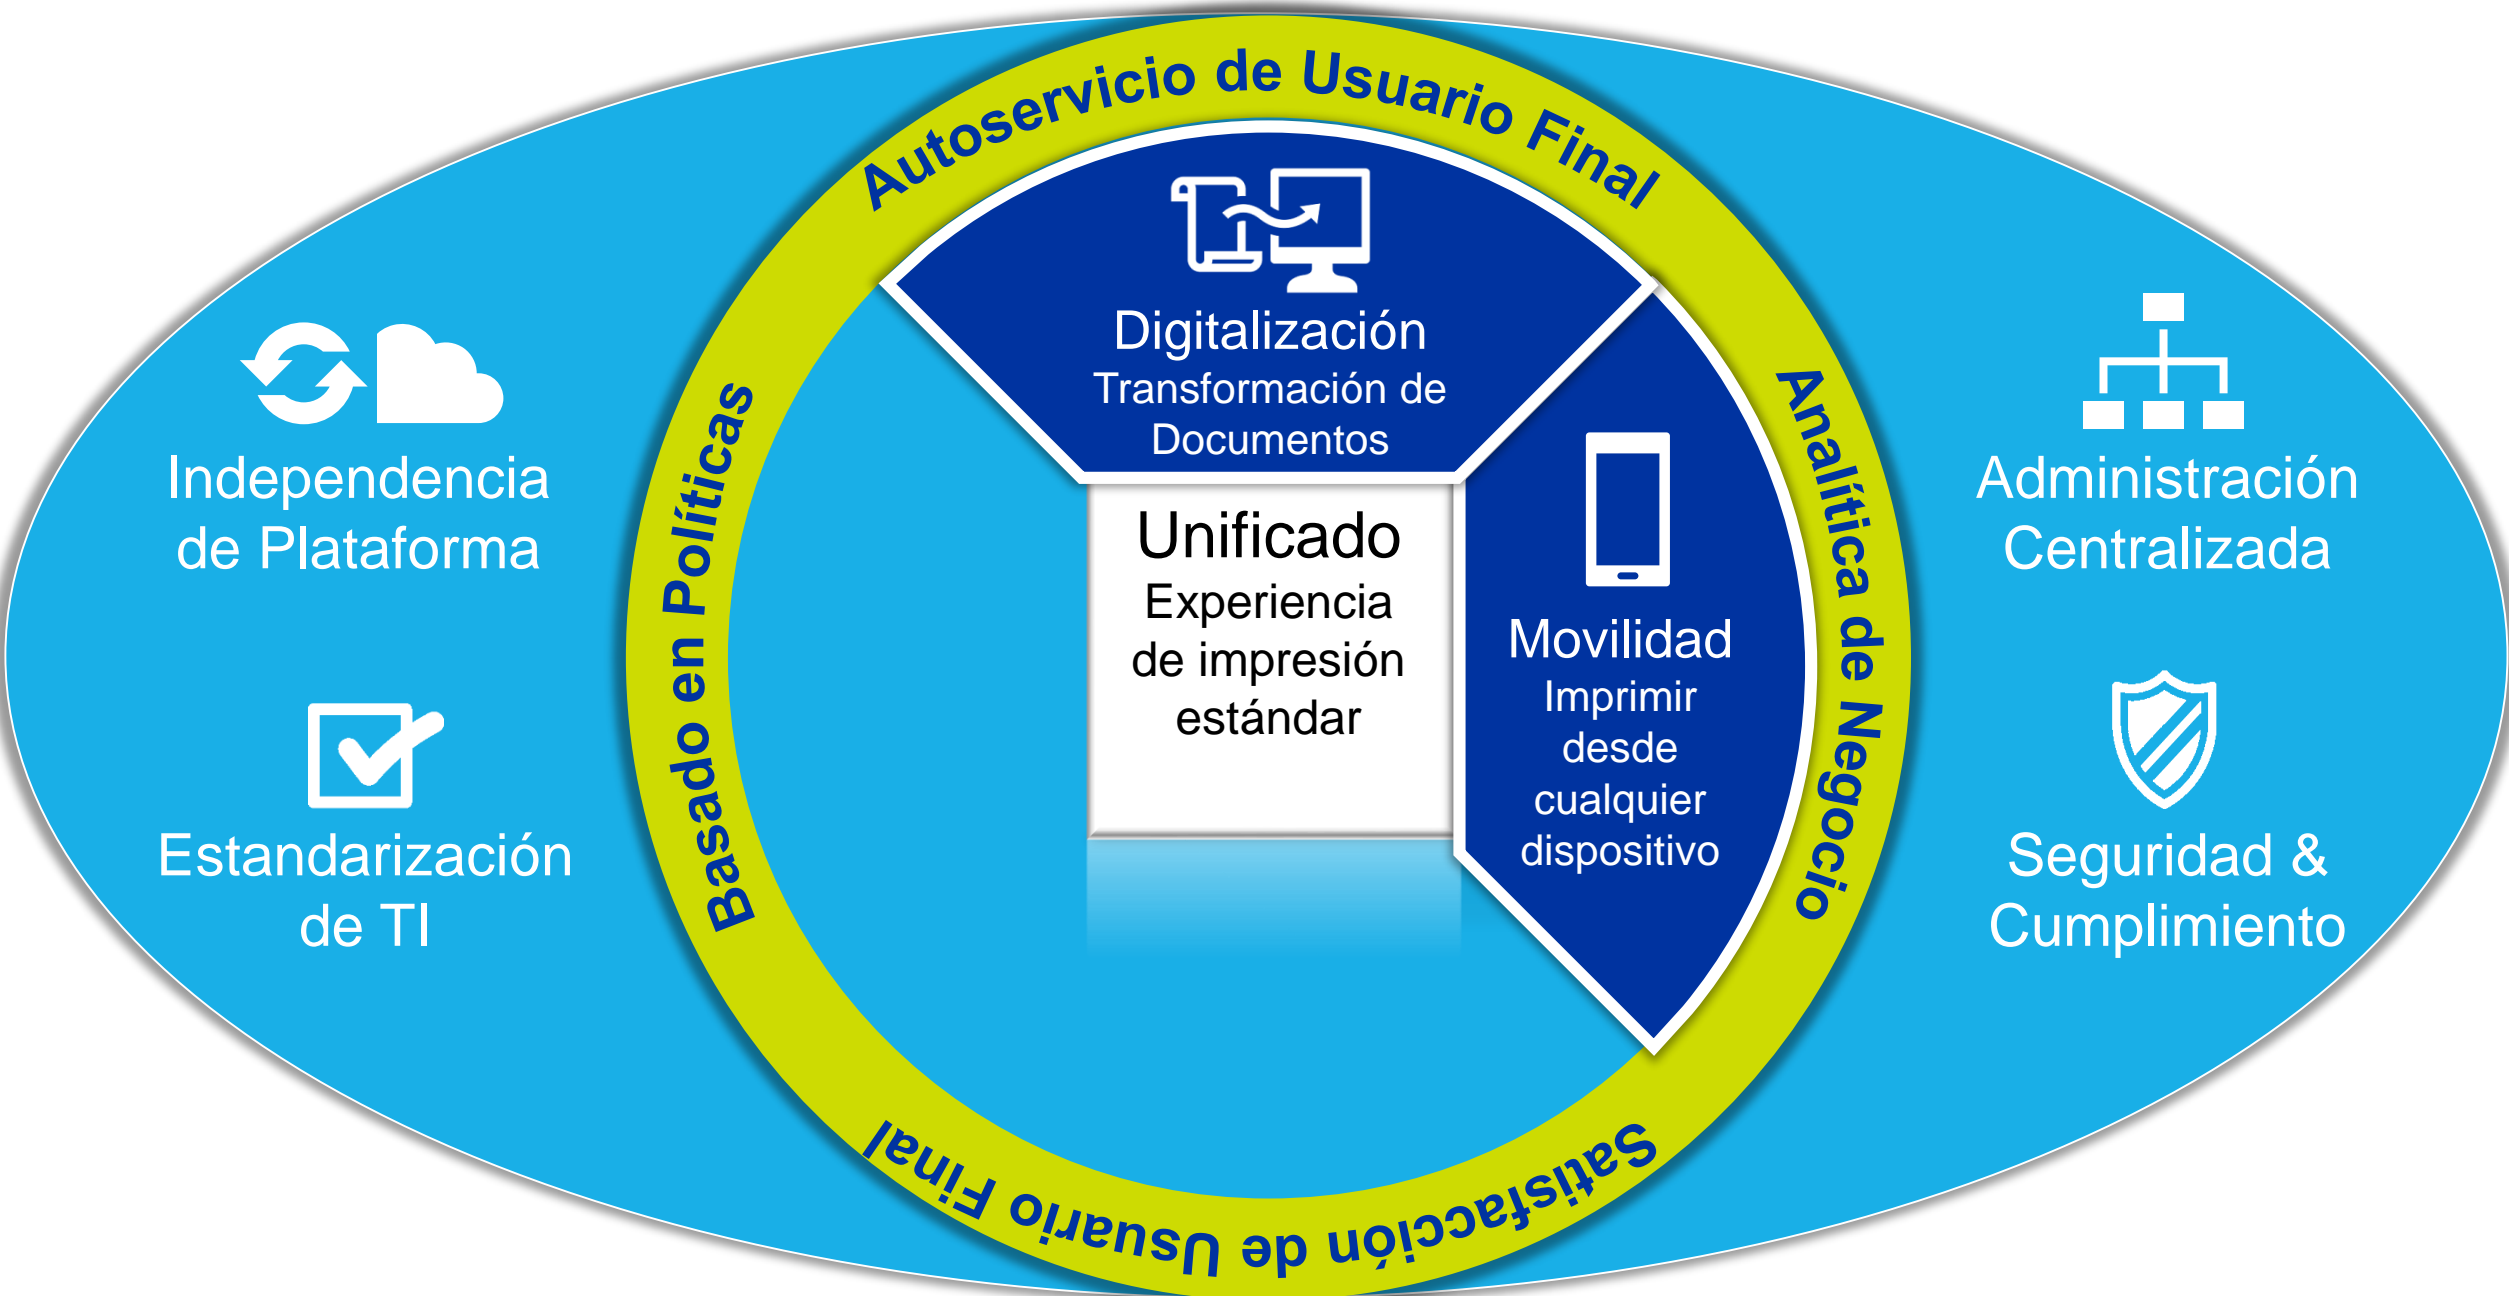 Autoservicio de Usuario Final
Digitalización
Transformación de
Documentos
Independencia
de Plataforma
Estandarización
de TI
Basado en Políticas
Unificado
Experiencia
de impresión
estándar
Movilidad
Imprimir
desde
cualquier
dispositivo
Analítica de Negocio
Administración
Centralizada
Seguridad &
Cumplimiento
Satisfacción de Usuario Final